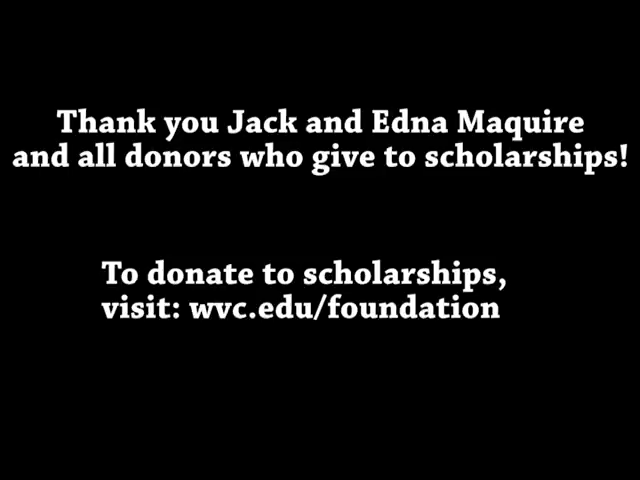 Thank you Jack and Edna Maquire
and all donors who give to scholarships!
To donate to scholarships,
visit: wvc.edu/foundation